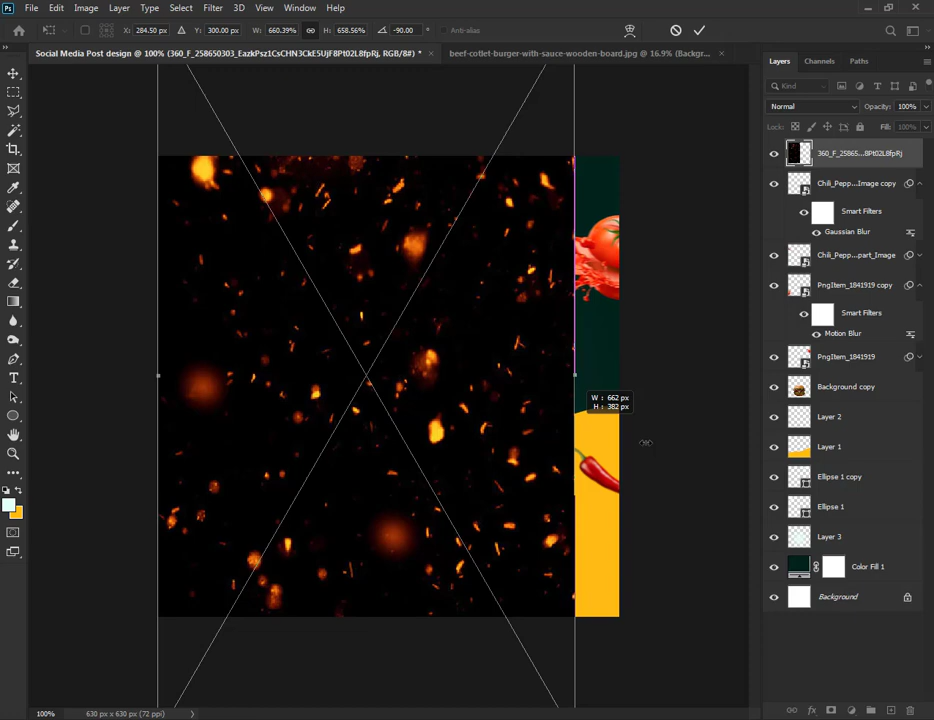 Ps File Edit Image Layer Type Select Filter 3D View Window Help
X: 284.50 px Y: 300.00 px W: 660.39% H: 658.56% -90.00 ° Anti-alias
Social Media Post design @ 100% (360_F_258650303_EazkPsz1CsCHN3CkE5UjF8Pt02L8fpRj, RGB/8#) * × beef-cotlet-burger-with-sauce-wooden-board.jpg @ 16.9% (Backgr... ×
Layers Channels Paths
Kind
Normal Opacity: 100%
Lock: Fill: 100%
360_F_25865...8Pt02L8fpRj
Chili_Pepp...Image copy
Smart Filters
Gaussian Blur
Chili_Pepp...part_Image
PngItem_1841919 copy
Smart Filters
Motion Blur
PngItem_1841919
Background copy
W : 662 px
H : 382 px
Layer 2
Layer 1
Ellipse 1 copy
Ellipse 1
Layer 3
Color Fill 1
Background
100% 630 px x 630 px (72 ppi)